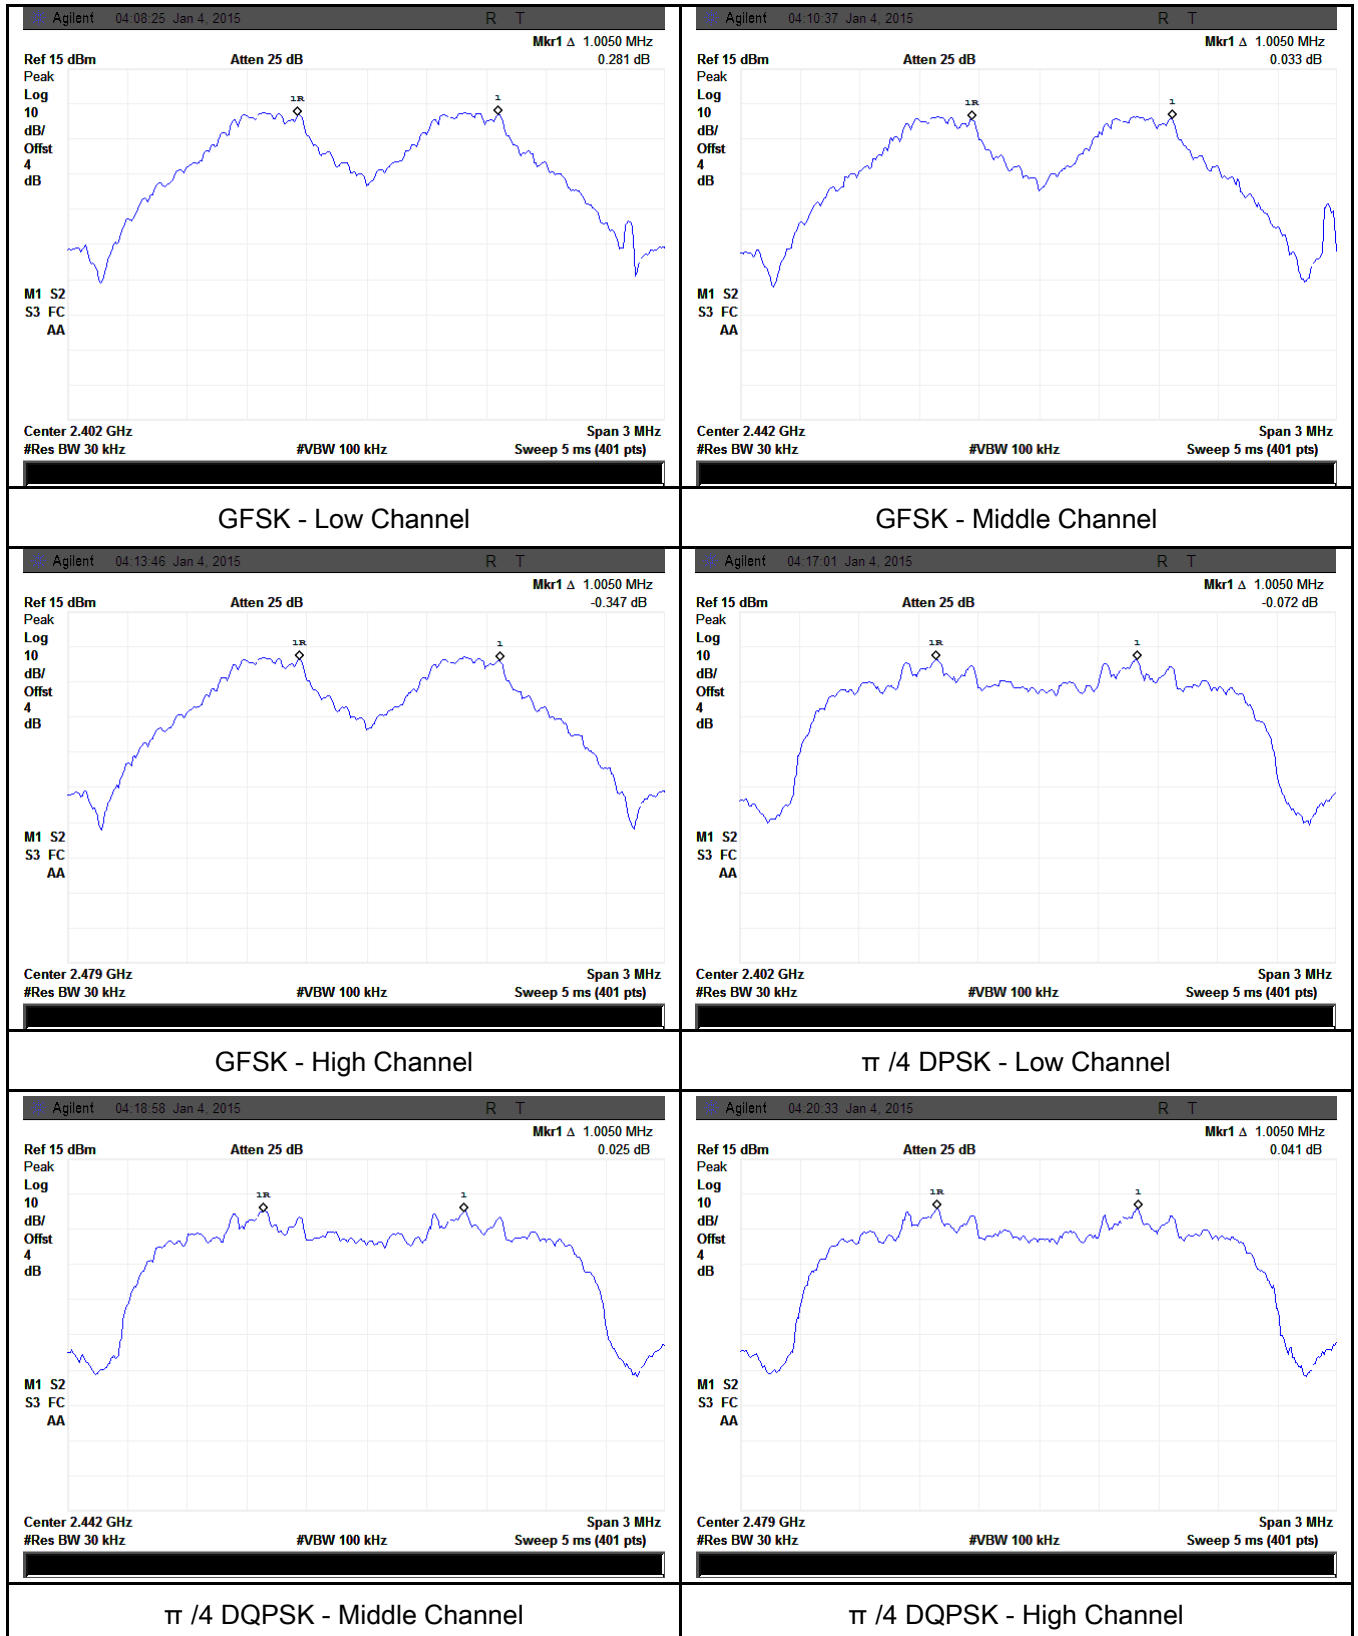 Agilent 04:08:25 Jan 4, 2015 R T
Mkr1 Δ 1.0050 MHz
Ref 15 dBm Atten 25 dB 0.281 dB
Peak
Log
10
dB/
Offst
4
dB
1R 1
M1 S2
S3 FC
AA
Center 2.402 GHz Span 3 MHz
#Res BW 30 kHz #VBW 100 kHz Sweep 5 ms (401 pts)
GFSK - Low Channel
Agilent 04:10:37 Jan 4, 2015 R T
Mkr1 Δ 1.0050 MHz
Ref 15 dBm Atten 25 dB 0.033 dB
Peak
Log
10
dB/
Offst
4
dB
1R 1
M1 S2
S3 FC
AA
Center 2.442 GHz Span 3 MHz
#Res BW 30 kHz #VBW 100 kHz Sweep 5 ms (401 pts)
GFSK - Middle Channel
Agilent 04:13:46 Jan 4, 2015 R T
Mkr1 Δ 1.0050 MHz
Ref 15 dBm Atten 25 dB -0.347 dB
Peak
Log
10
dB/
Offst
4
dB
1R 1
M1 S2
S3 FC
AA
Center 2.479 GHz Span 3 MHz
#Res BW 30 kHz #VBW 100 kHz Sweep 5 ms (401 pts)
GFSK - High Channel
Agilent 04:17:01 Jan 4, 2015 R T
Mkr1 Δ 1.0050 MHz
Ref 15 dBm Atten 25 dB -0.072 dB
Peak
Log
10
dB/
Offst
4
dB
1R 1
M1 S2
S3 FC
AA
Center 2.402 GHz Span 3 MHz
#Res BW 30 kHz #VBW 100 kHz Sweep 5 ms (401 pts)
π /4 DPSK - Low Channel
Agilent 04:18:58 Jan 4, 2015 R T
Mkr1 Δ 1.0050 MHz
Ref 15 dBm Atten 25 dB 0.025 dB
Peak
Log
10
dB/
Offst
4
dB
1R 1
M1 S2
S3 FC
AA
Center 2.442 GHz Span 3 MHz
#Res BW 30 kHz #VBW 100 kHz Sweep 5 ms (401 pts)
π /4 DQPSK - Middle Channel
Agilent 04:20:33 Jan 4, 2015 R T
Mkr1 Δ 1.0050 MHz
Ref 15 dBm Atten 25 dB 0.041 dB
Peak
Log
10
dB/
Offst
4
dB
1R 1
M1 S2
S3 FC
AA
Center 2.479 GHz Span 3 MHz
#Res BW 30 kHz #VBW 100 kHz Sweep 5 ms (401 pts)
π /4 DQPSK - High Channel